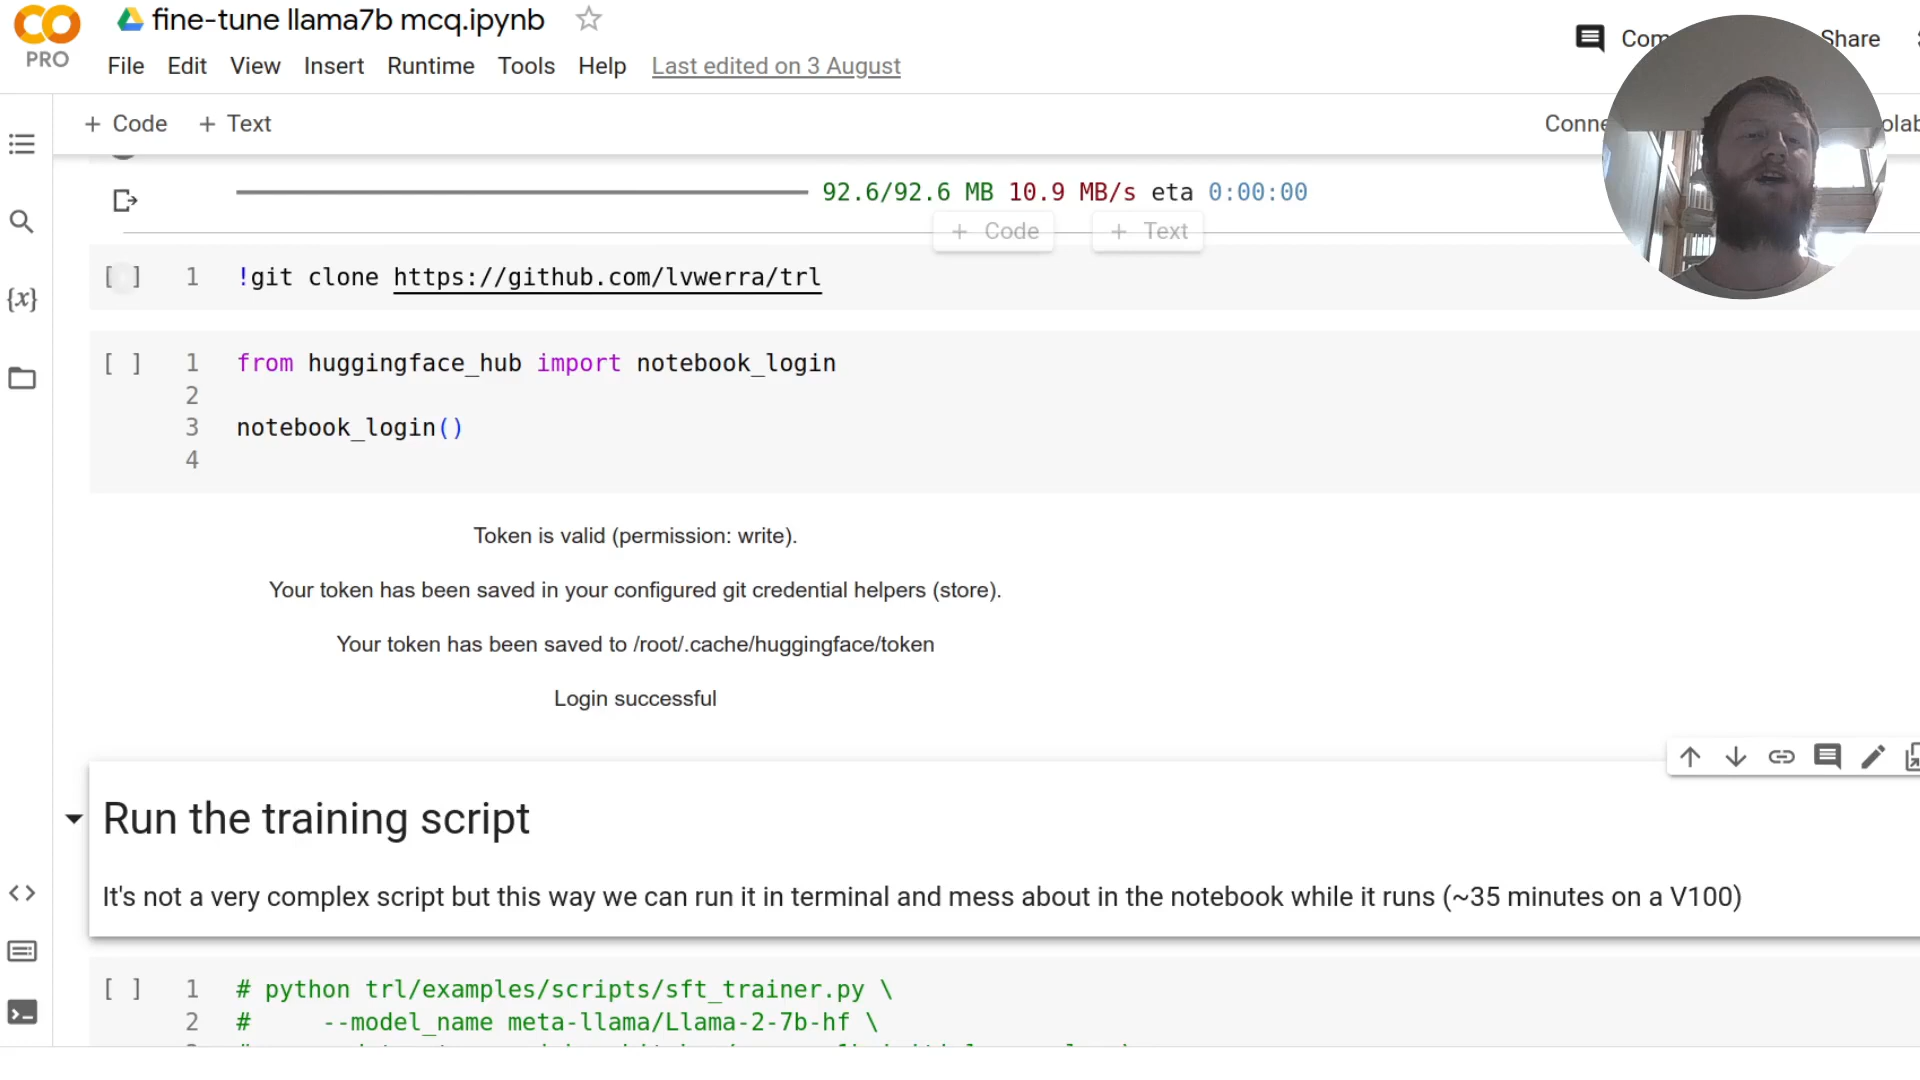 fine-tune llama7b mcq.ipynb
PRO
File Edit View Insert Runtime Tools Help Last edited on 3 August
Share
+ Code + Text
92.6/92.6 MB 10.9 MB/s eta 0:00:00
+ Code + Text
[ ] 1 !git clone https://github.com/lvwerra/trl
{x}
[ ] 1 from huggingface_hub import notebook_login
2
3 notebook_login()
4
Token is valid (permission: write).
Your token has been saved in your configured git credential helpers (store).
Your token has been saved to /root/.cache/huggingface/token
Login successful
Run the training script
It's not a very complex script but this way we can run it in terminal and mess about in the notebook while it runs (~35 minutes on a V100)
[ ] 1 # python trl/examples/scripts/sft_trainer.py \
2 # --model_name meta-llama/Llama-2-7b-hf \